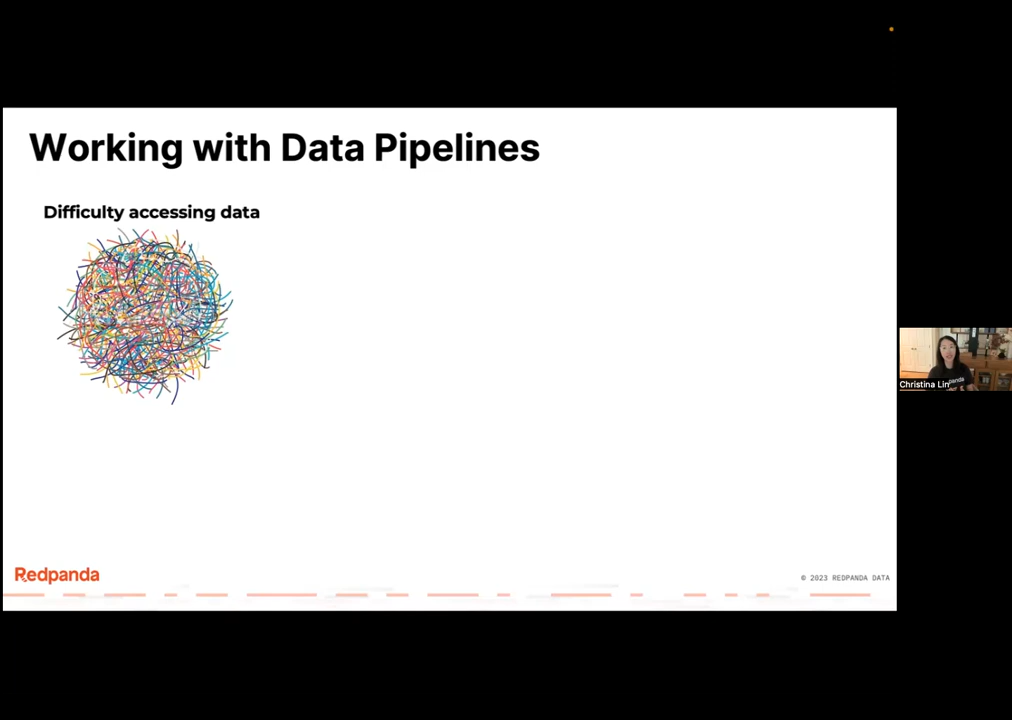 Working with Data Pipelines
Difficulty accessing data
Christina Lin
Redpanda
© 2023 REDPANDA DATA